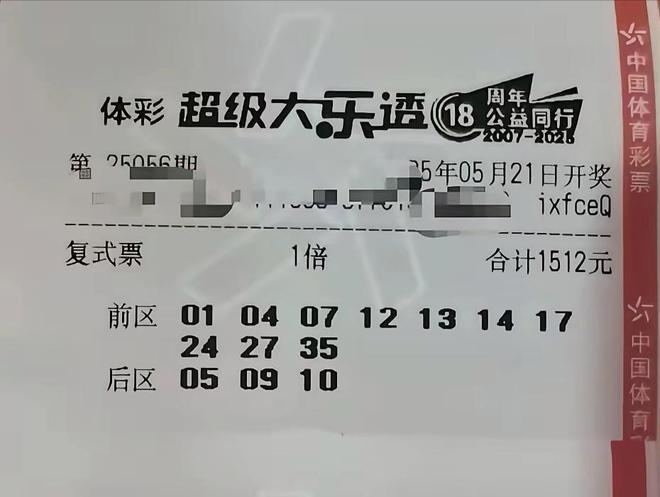 体彩 超级大乐透 18 周年 公益同行 2007-2025
第 25056期 25年05月21日开奖
ixfceQ
复式票 1倍 合计1512元
前区 01 04 07 12 13 14 17
24 27 35
后区 05 09 10
中国体育彩票
中国体育彩